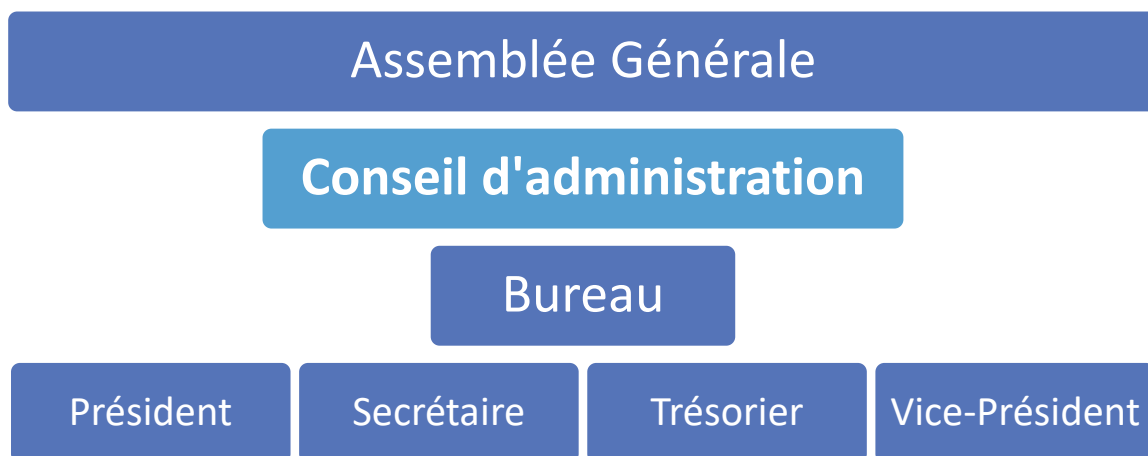 Assemblée Générale
Conseil d'administration
Bureau
Président
Secrétaire
Trésorier
Vice-Président